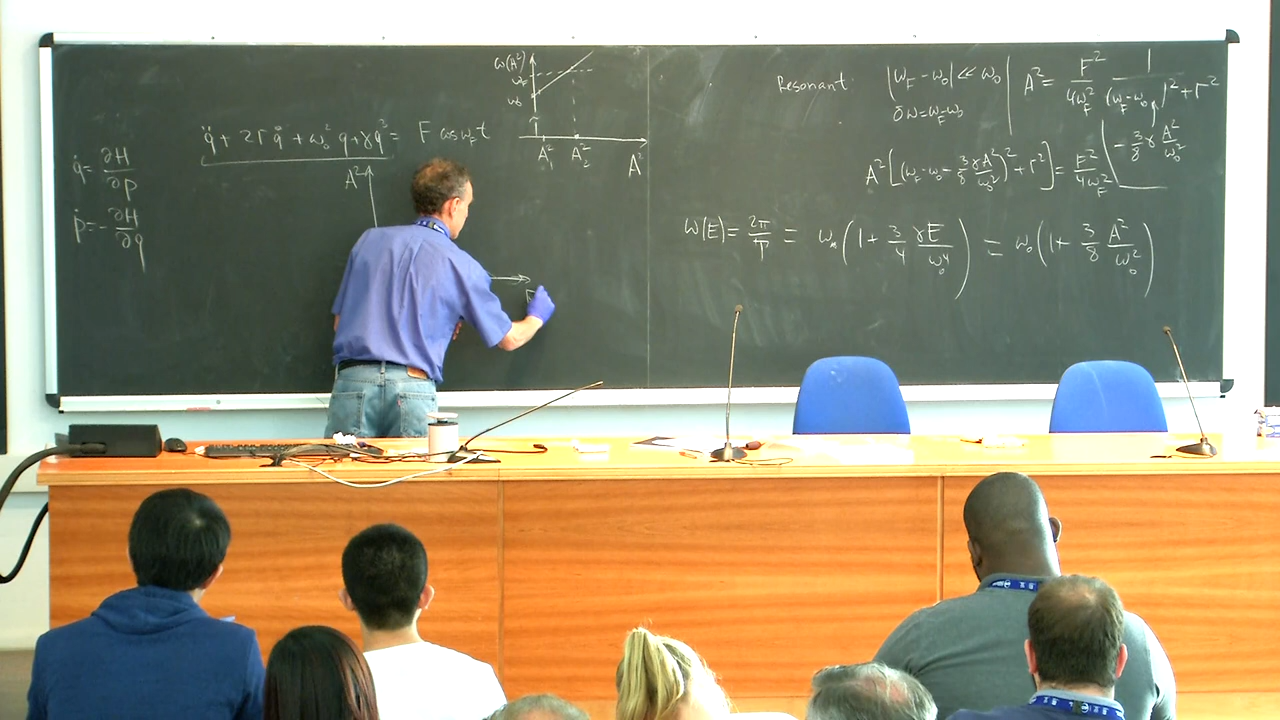 q̇ = ∂H/∂p
ṗ = -∂H/∂q
q̈ + 2Γq̇ + ω₀² q + γq³ = F cos ω_F t
A²
ω(A²)
ω_F
ω₀
A₁² A₂² A²
Resonant
|ω_F - ω₀| ≪ ω₀
δω = ω_F - ω₀
A² = F²/4ω_F² 1/((ω_F - ω₀)² + Γ²)
- 3/8 γ A²/ω₀²
A²[(ω_F - ω₀ - 3/8 γA²/ω₀²)² + Γ²] = F²/4ω_F²
ω(E) = 2π/T = ω₀(1 + 3/4 γE/ω₀⁴) = ω₀(1 + 3/8 A²/ω₀²)